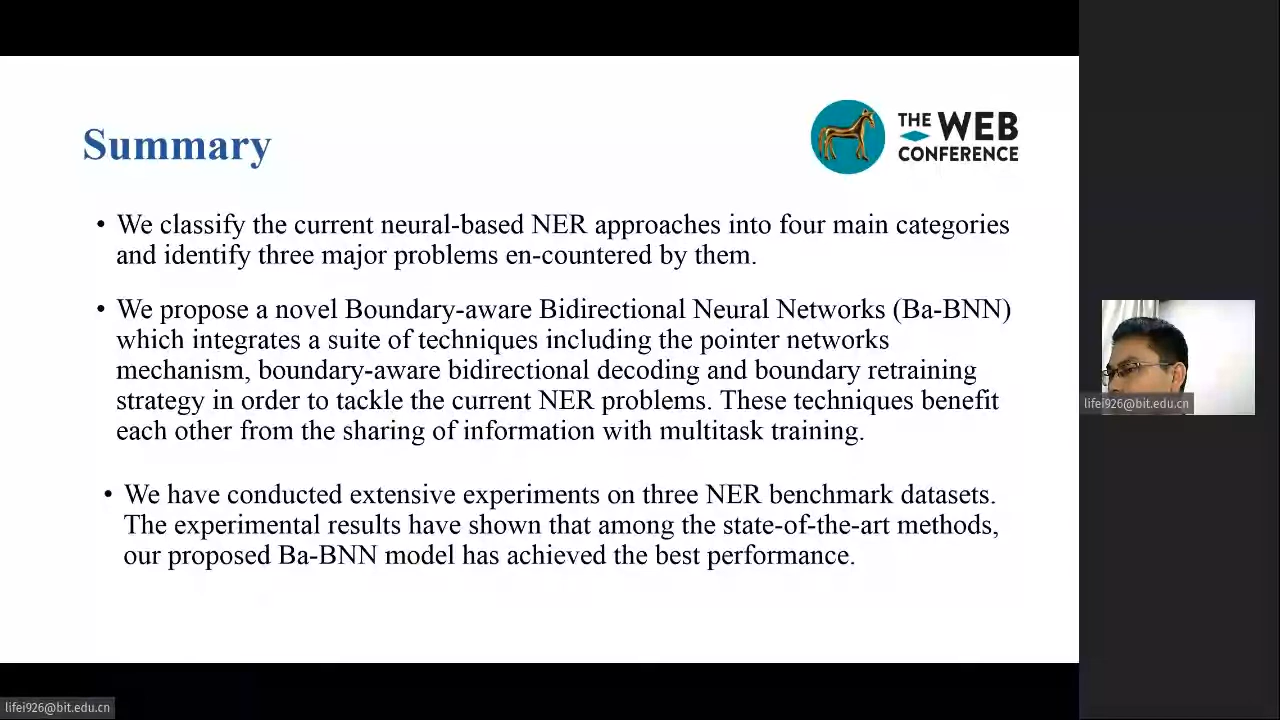 Summary
THE WEB
CONFERENCE
• We classify the current neural-based NER approaches into four main categories
and identify three major problems en-countered by them.
• We propose a novel Boundary-aware Bidirectional Neural Networks (Ba-BNN)
which integrates a suite of techniques including the pointer networks
mechanism, boundary-aware bidirectional decoding and boundary retraining
strategy in order to tackle the current NER problems. These techniques benefit
each other from the sharing of information with multitask training.
• We have conducted extensive experiments on three NER benchmark datasets.
The experimental results have shown that among the state-of-the-art methods,
our proposed Ba-BNN model has achieved the best performance.
lifei926@bit.edu.cn
lifei926@bit.edu.cn